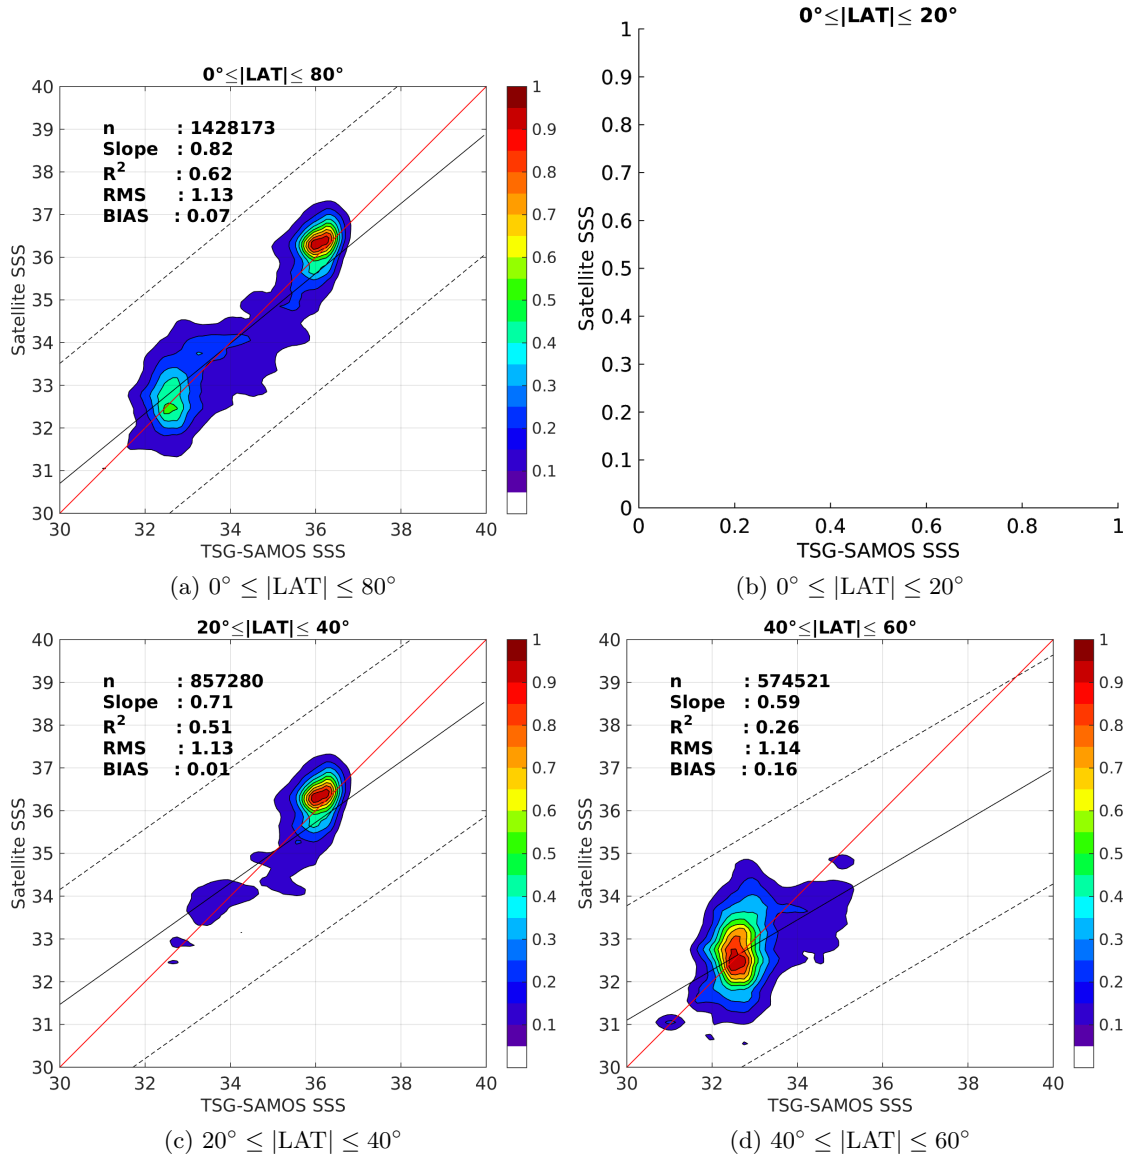 0°≤|LAT|≤ 80°
n : 1428173
Slope : 0.82
R² : 0.62
RMS : 1.13
BIAS : 0.07
40
39
38
37
36
35
34
33
32
31
30
30 32 34 36 38 40
Satellite SSS
TSG-SAMOS SSS
1
0.9
0.8
0.7
0.6
0.5
0.4
0.3
0.2
0.1
(a) 0° ≤ |LAT| ≤ 80°
0°≤|LAT|≤ 20°
1
0.9
0.8
0.7
0.6
0.5
0.4
0.3
0.2
0.1
0
0 0.2 0.4 0.6 0.8 1
Satellite SSS
TSG-SAMOS SSS
(b) 0° ≤ |LAT| ≤ 20°
20°≤|LAT|≤ 40°
n : 857280
Slope : 0.71
R² : 0.51
RMS : 1.13
BIAS : 0.01
40
39
38
37
36
35
34
33
32
31
30
30 32 34 36 38 40
Satellite SSS
TSG-SAMOS SSS
1
0.9
0.8
0.7
0.6
0.5
0.4
0.3
0.2
0.1
(c) 20° ≤ |LAT| ≤ 40°
40°≤|LAT|≤ 60°
n : 574521
Slope : 0.59
R² : 0.26
RMS : 1.14
BIAS : 0.16
40
39
38
37
36
35
34
33
32
31
30
30 32 34 36 38 40
Satellite SSS
TSG-SAMOS SSS
1
0.9
0.8
0.7
0.6
0.5
0.4
0.3
0.2
0.1
(d) 40° ≤ |LAT| ≤ 60°